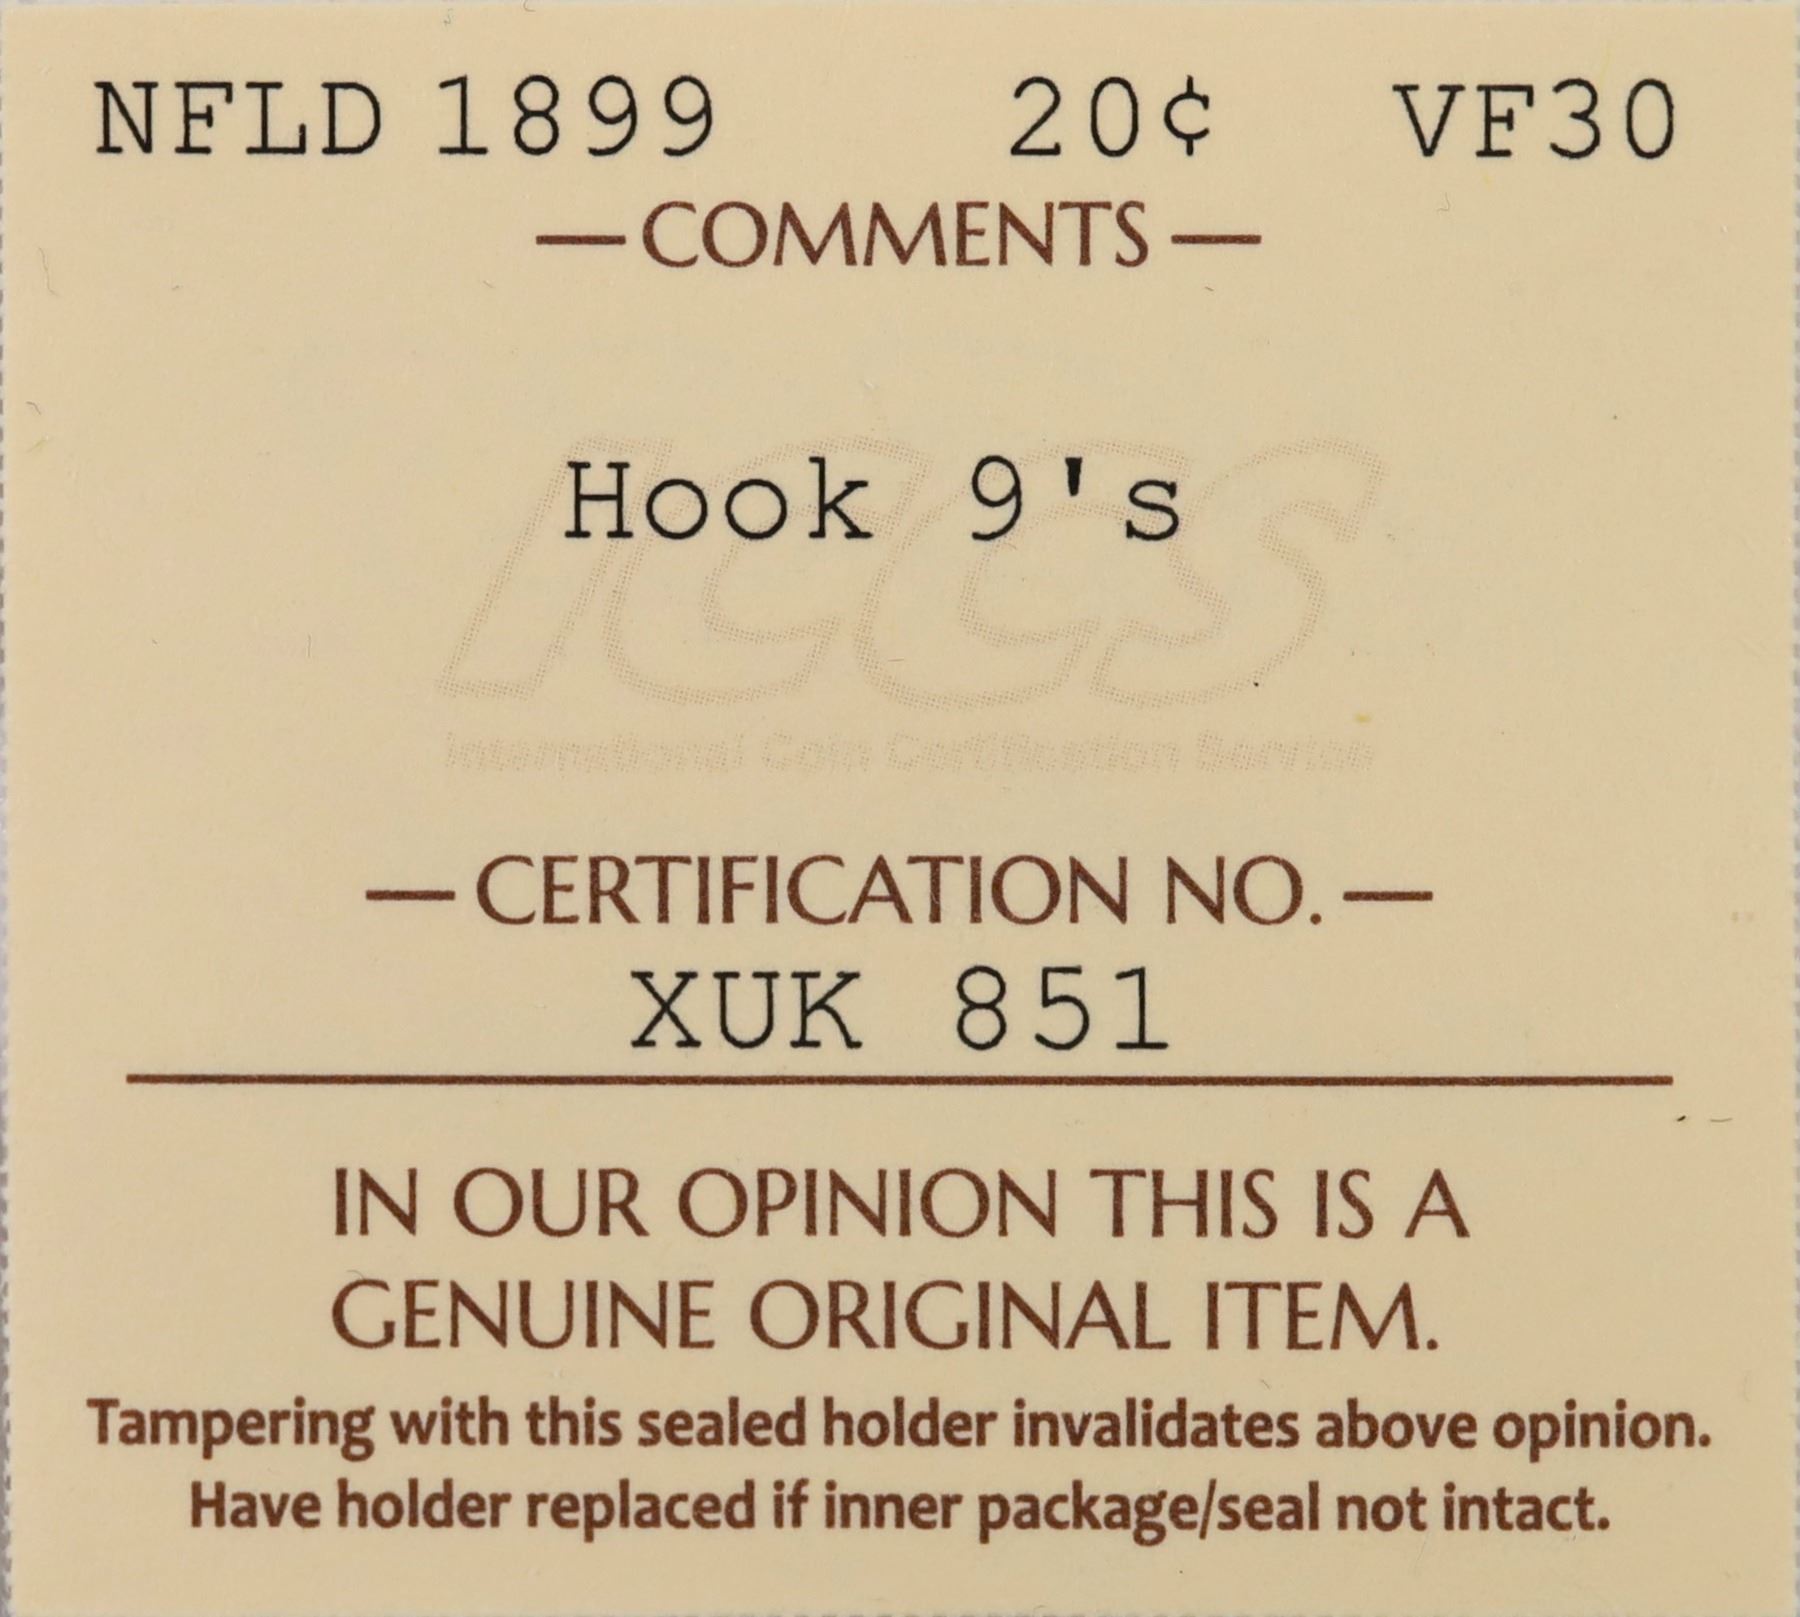 NFLD 1899 20¢ VF30
—COMMENTS—
Hook 9's
ICCS
International Coin Certification Service
—CERTIFICATION NO.—
XUK 851
IN OUR OPINION THIS IS A
GENUINE ORIGINAL ITEM.
Tampering with this sealed holder invalidates above opinion.
Have holder replaced if inner package/seal not intact.